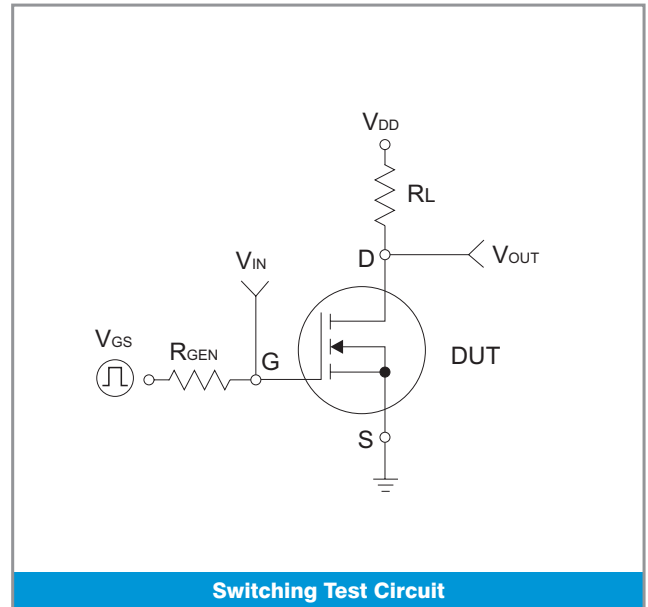 VDD
RL
D
VOUT
VIN
VGS
RGEN
G
DUT
S
Switching Test Circuit